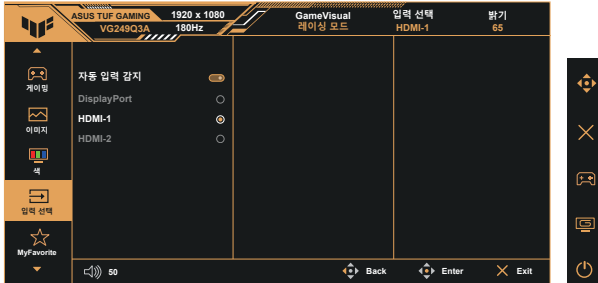 ASUS TUF GAMING 1920 x 1080
VG249Q3A 180Hz
GameVisual
레이싱 모드
입력 선택
HDMI-1
밝기
65
게이밍
이미지
색
입력 선택
MyFavorite
자동 입력 감지
DisplayPort
HDMI-1
HDMI-2
50
Back
Enter
Exit